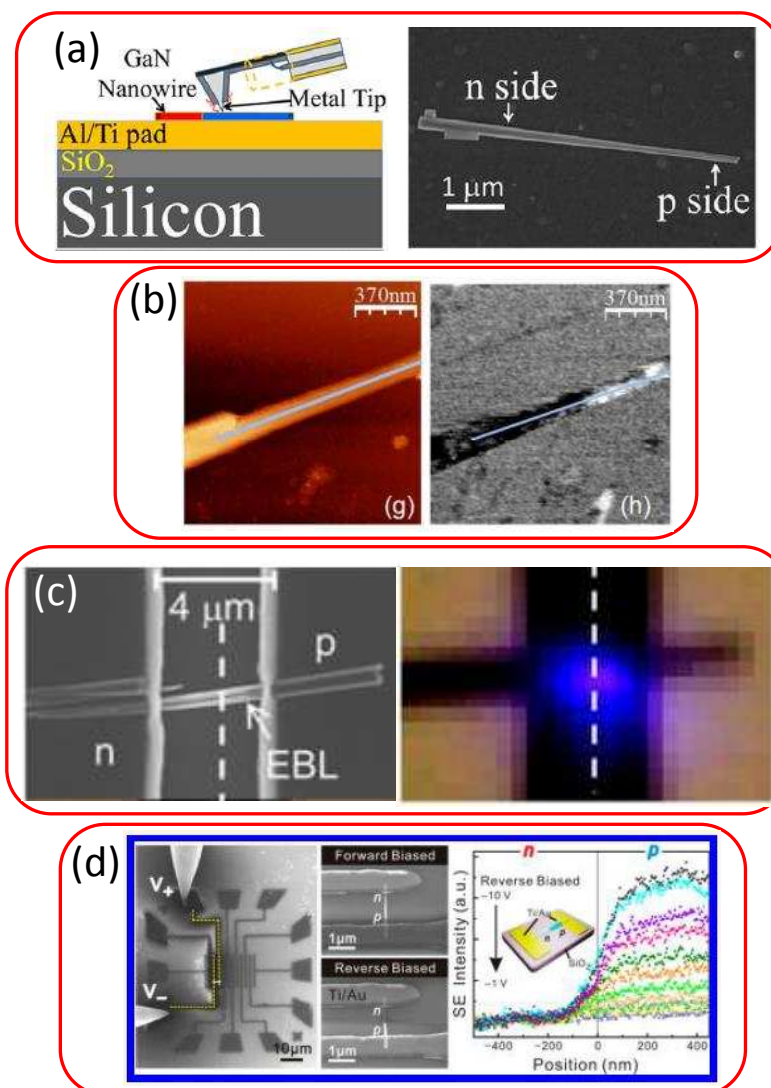 (a)
GaN
Nanowire
Metal Tip
Al/Ti pad
SiO₂
Silicon
n side
1 μm
p side
(b)
370nm
(g)
370nm
(h)
(c)
4 μm
p
n
EBL
(d)
V+
V−
10μm
Forward Biased
n
p
1μm
Reverse Biased
Ti/Au
n
p
1μm
n
p
Reverse Biased
−10 V
−1 V
Ti/Au
n
p
SiO₂
SE Intensity (a.u.)
−400 −200 0 200 400
Position (nm)